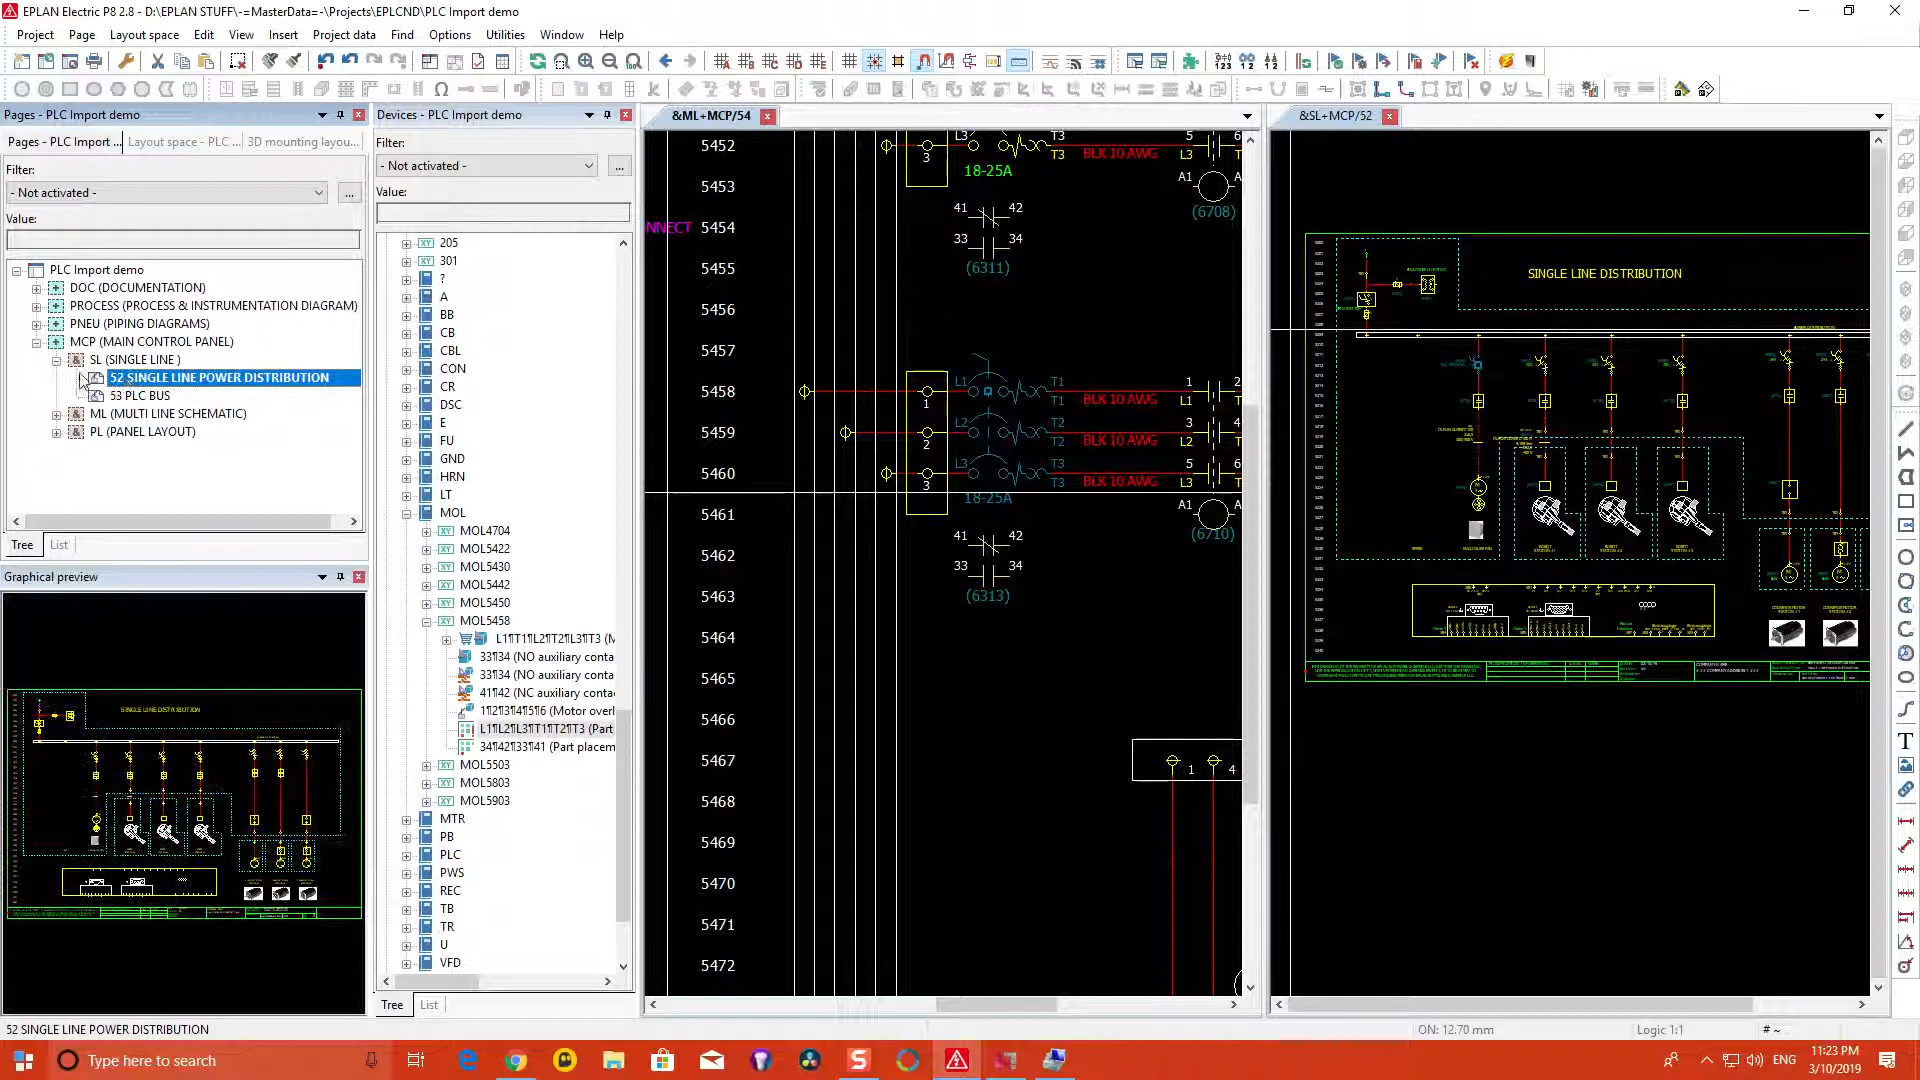 EPLAN Electric P8 2.8 - D:\EPLAN STUFF\-=MasterData=-\Projects\EPLCND\PLC Import demo
Project Page Layout space Edit View Insert Project data Find Options Utilities Window Help
Pages - PLC Import demo
Pages - PLC Import ... Layout space - PLC ... 3D mounting layou...
Filter:
- Not activated -
...
Value:
PLC Import demo
DOC (DOCUMENTATION)
PROCESS (PROCESS & INSTRUMENTATION DIAGRAM)
PNEU (PIPING DIAGRAMS)
MCP (MAIN CONTROL PANEL)
SL (SINGLE LINE )
52 SINGLE LINE POWER DISTRIBUTION
53 PLC BUS
ML (MULTI LINE SCHEMATIC)
PL (PANEL LAYOUT)
Tree List
Graphical preview
SINGLE LINE DISTRIBUTION
Devices - PLC Import demo
Filter:
- Not activated -
...
Value:
205
301
?
A
BB
CB
CBL
CON
CR
DSC
E
FU
GND
HRN
LT
MOL
MOL4704
MOL5422
MOL5430
MOL5442
MOL5450
MOL5458
L1¶T1¶L2¶T2¶L3¶T3 (M
33¶34 (NO auxiliary conta
33¶34 (NO auxiliary conta
41¶42 (NC auxiliary contac
1¶2¶3¶4¶5¶6 (Motor overl
L1¶L2¶L3¶T1¶T2¶T3 (Part
34¶42¶33¶41 (Part placem
MOL5503
MOL5803
MOL5903
MTR
PB
PLC
PWS
REC
TB
TR
U
VFD
Tree List
&ML+MCP/54
5452 3 L3 T3 T3 BLK 10 AWG 5 L3 6 T
18-25A
5453 A1 A
(6708)
41 42
NNECT 5454
33 34
5455 (6311)
5456
5457
5458 1 L1 T1 T1 BLK 10 AWG 1 L1 2 T
5459 2 L2 T2 T2 BLK 10 AWG 3 L2 4 T
5460 3 L3 T3 T3 BLK 10 AWG 5 L3 6 T
18-25A
5461 A1 A
(6710)
41 42
5462
33 34
5463 (6313)
5464
5465
5466
5467 1 4
5468
5469
5470
5471
5472
&SL+MCP/52
SINGLE LINE DISTRIBUTION
52 SINGLE LINE POWER DISTRIBUTION
ON: 12.70 mm Logic 1:1 # ~
Type here to search
ENG
11:23 PM
3/10/2019